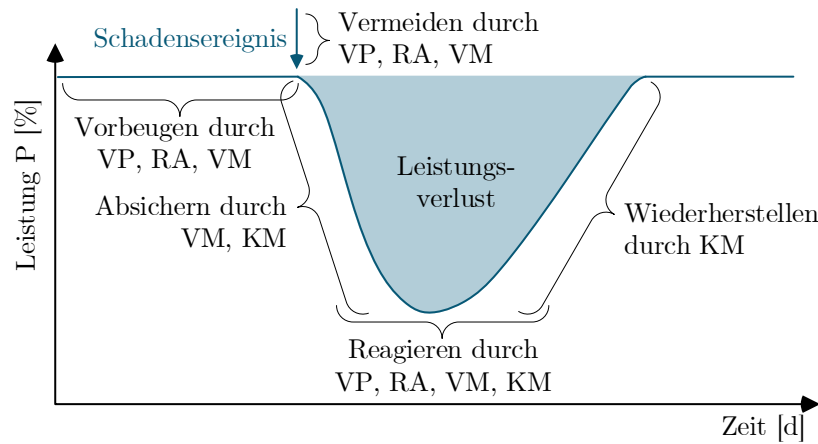 Schadensereignis
Vermeiden durch
VP, RA, VM
Leistung P [%]
Vorbeugen durch
VP, RA, VM
Absichern durch
VM, KM
Leistungs-
verlust
Wiederherstellen
durch KM
Reagieren durch
VP, RA, VM, KM
Zeit [d]